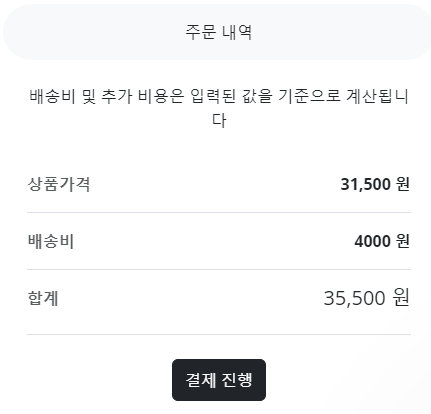 주문 내역
배송비 및 추가 비용은 입력된 값을 기준으로 계산됩니
다
상품가격 31,500 원
배송비 4000 원
합계 35,500 원
결제 진행